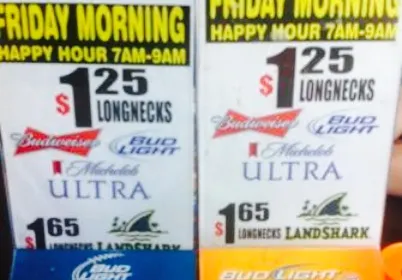 FRIDAY MORNING
HAPPY HOUR 7AM-9AM
$1.25
LONGNECKS
Budweiser BUD LIGHT
Michelob
ULTRA
$1.65
LONGNECKS LANDSHARK
BUD LIGHT
FRIDAY MORNING
HAPPY HOUR 7AM-9AM
$1.25
LONGNECKS
Budweiser BUD LIGHT
Michelob
ULTRA
$1.65
LONGNECKS LANDSHARK
BUD LIGHT